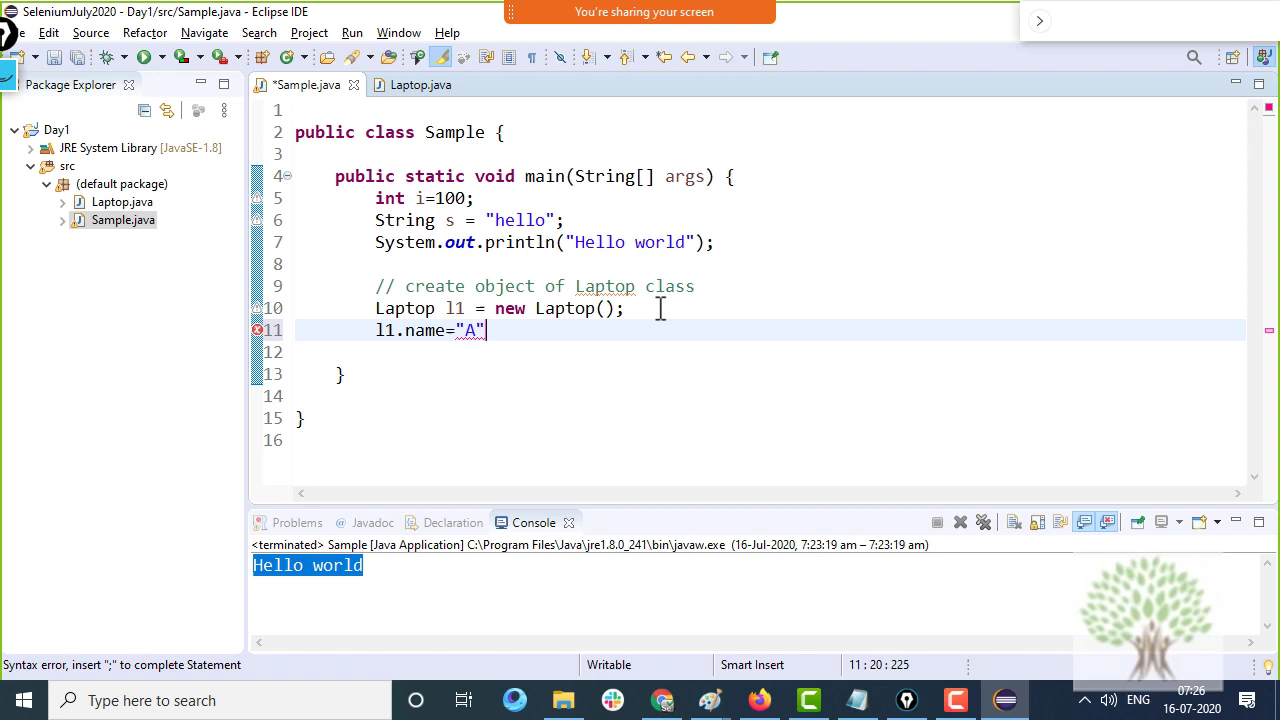 SeleniumJuly2020 - Day1/src/Sample.java - Eclipse IDE
You're sharing your screen
Edit Source Refactor Navigate Search Project Run Window Help
Package Explorer
*Sample.java
Laptop.java
Day1
JRE System Library [JavaSE-1.8]
src
(default package)
Laptop.java
Sample.java
1
2 public class Sample {
3
4 public static void main(String[] args) {
5 int i=100;
6 String s = "hello";
7 System.out.println("Hello world");
8
9 // create object of Laptop class
10 Laptop l1 = new Laptop();
11 l1.name="A"
12
13 }
14
15 }
16
Problems @ Javadoc Declaration Console
<terminated> Sample [Java Application] C:\Program Files\Java\jre1.8.0_241\bin\javaw.exe (16-Jul-2020, 7:23:19 am – 7:23:19 am)
Hello world
Syntax error, insert ";" to complete Statement
Writable
Smart Insert
11 : 20 : 225
Type here to search
ENG
07:26
16-07-2020